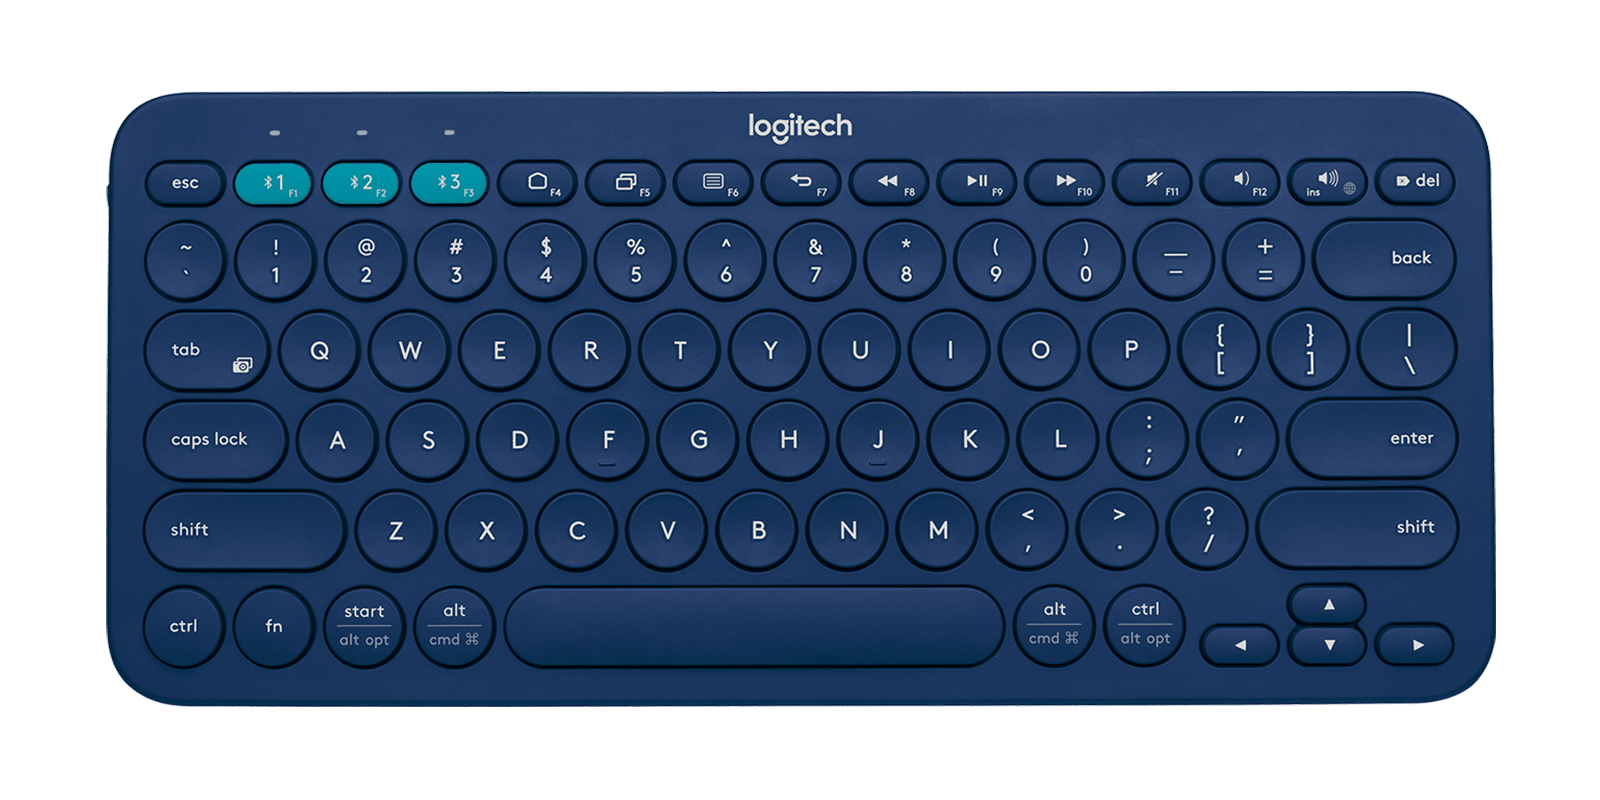 logitech
esc 1 F1 2 F2 3 F3 F4 F5 F6 F7 F8 F9 F10 F11 F12 ins del
~ ! @ # $ % ^ & * ( ) — +
` 1 2 3 4 5 6 7 8 9 0 – = back
tab Q W E R T Y U I O P { [ } ] | \
caps lock A S D F G H J K L : ; " ' enter
shift Z X C V B N M < , > . ? / shift
ctrl fn start alt opt alt cmd ⌘ alt cmd ⌘ ctrl alt opt ◀ ▲ ▼ ▶